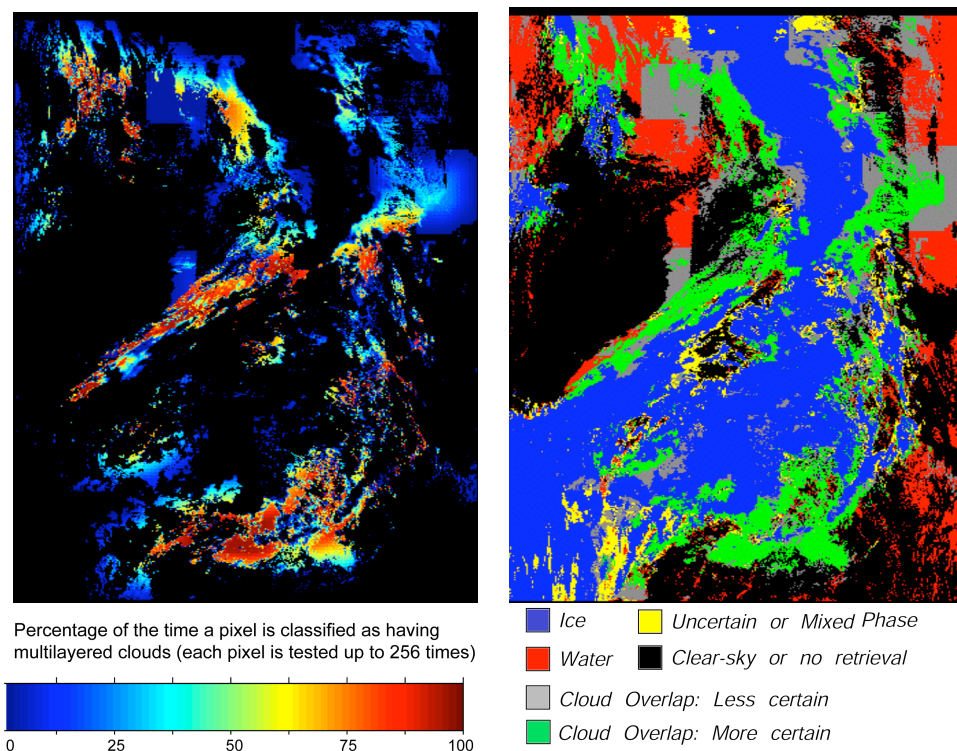 Percentage of the time a pixel is classified as having
multilayered clouds (each pixel is tested up to 256 times)
0 25 50 75 100
Ice
Uncertain or Mixed Phase
Water
Clear-sky or no retrieval
Cloud Overlap: Less certain
Cloud Overlap: More certain